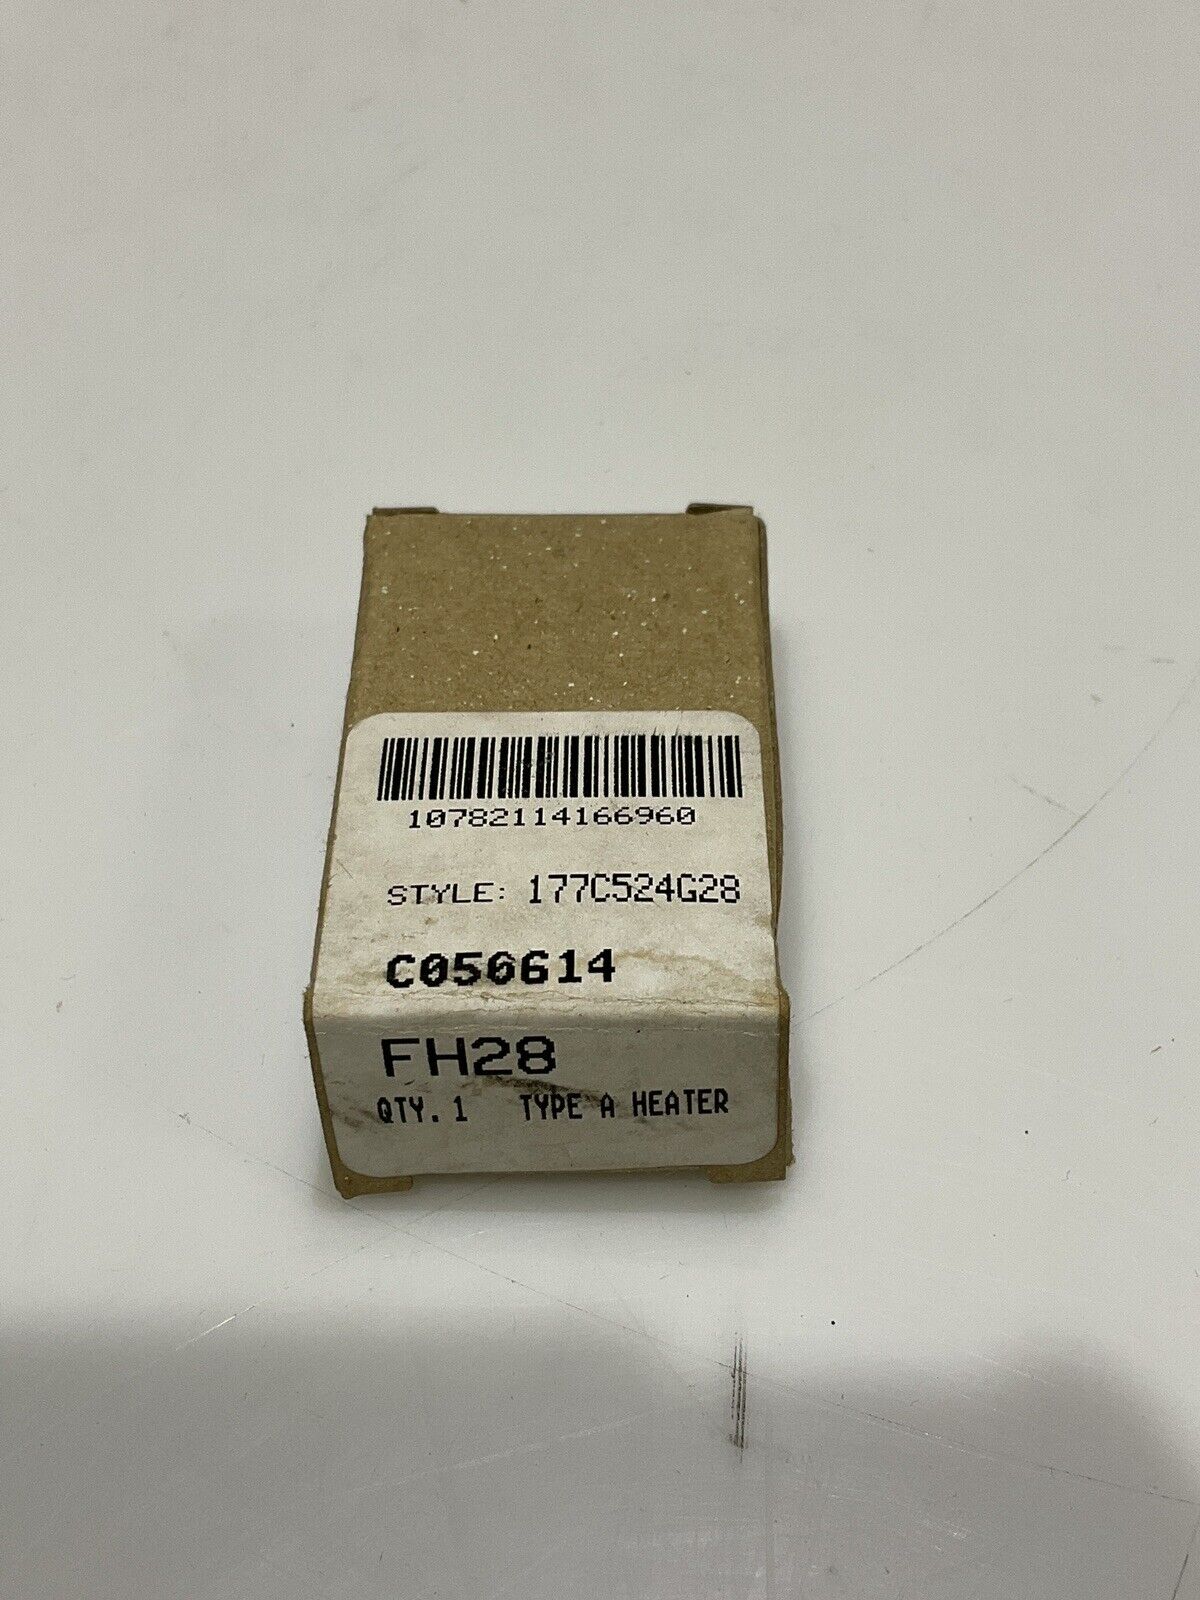 10782114166960
STYLE: 177C524G28
C050614
FH28
QTY. 1 TYPE A HEATER